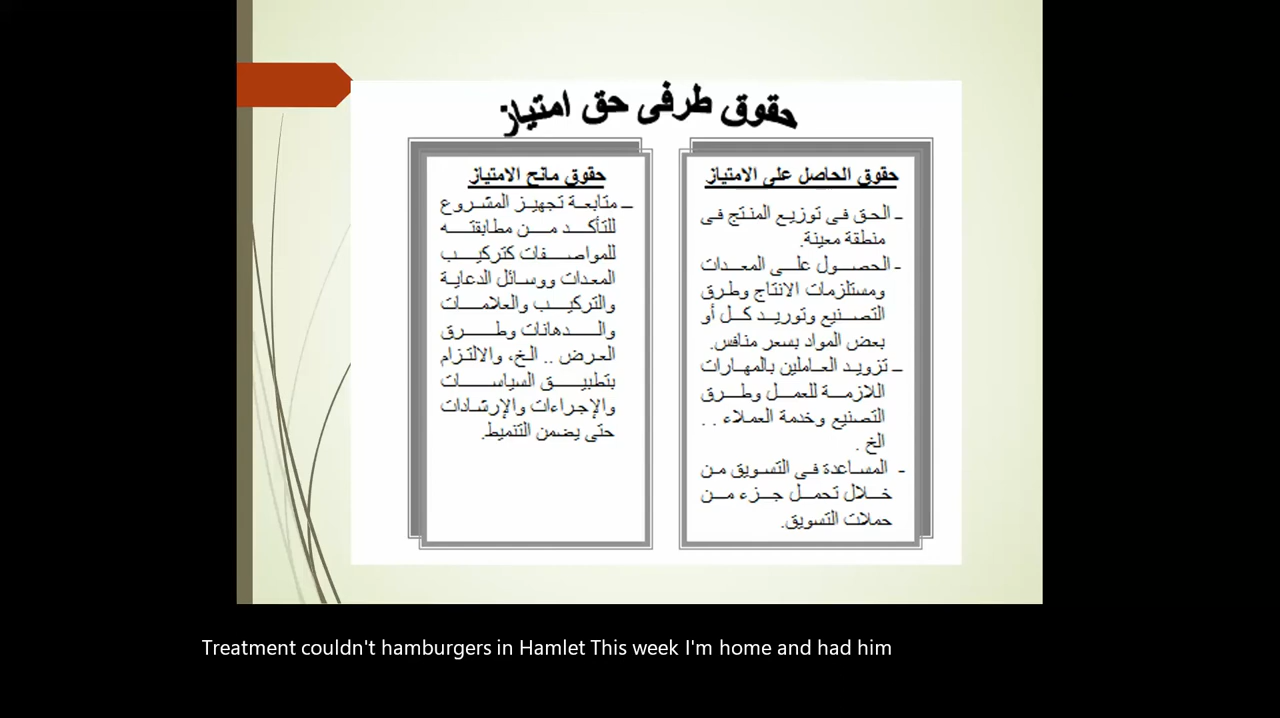 حقوق طرفى حق امتياز
حقوق الحاصل على الامتياز
ـ الحق فى توزيع المنتج فى
منطقة معينة.
- الحصول على المعدات
ومستلزمات الانتاج وطرق
التصنيع وتوريد كل أو
بعض المواد بسعر منافس.
ـ تزويد العاملين بالمهارات
اللازمة للعمل وطرق
التصنيع وخدمة العملاء . .
الخ .
- المساعدة فى التسويق من
خلال تحمل جزء من
حملات التسويق.
حقوق مانح الامتياز
ـ متابعة تجهيز المشروع
للتأكد من مطابقته
للمواصفات كتركيب
المعدات ووسائل الدعاية
والتركيب والعلامات
والدهانات وطرق
العرض .. الخ، والالتزام
بتطبيق السياسات
والإجراءات والإرشادات
حتى يضمن التنميط.
Treatment couldn't hamburgers in Hamlet This week I'm home and had him